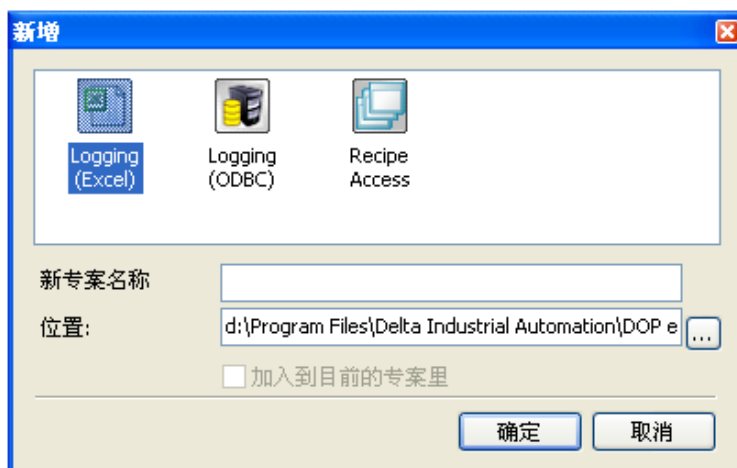 新增
Logging
(Excel)
Logging
(ODBC)
Recipe
Access
新专案名称
位置:
d:\Program Files\Delta Industrial Automation\DOP e
...
加入到目前的专案里
确定
取消